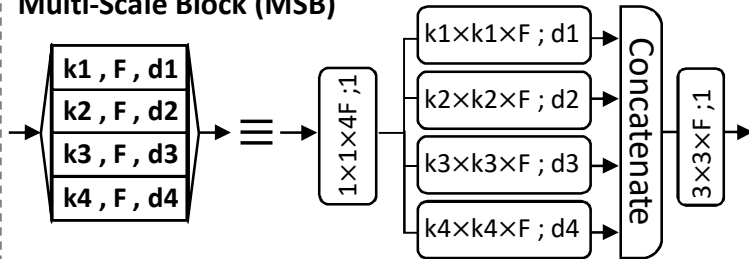 Multi-Scale Block (MSB)
k1 , F , d1
k2 , F , d2
k3 , F , d3
k4 , F , d4
≡
1×1×4F ;1
k1×k1×F ; d1
k2×k2×F ; d2
k3×k3×F ; d3
k4×k4×F ; d4
Concatenate
3×3×F ;1